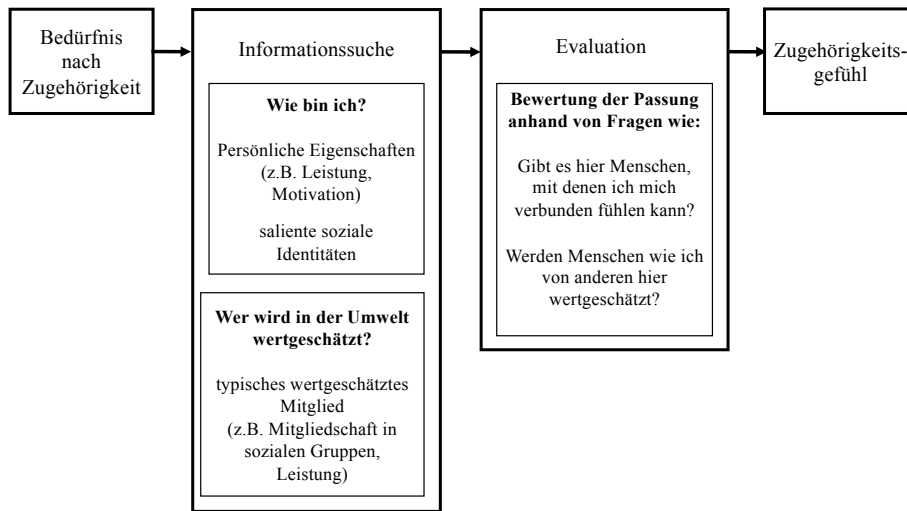 Bedürfnis
nach
Zugehörigkeit
Informationssuche
Wie bin ich?
Persönliche Eigenschaften
(z.B. Leistung,
Motivation)
saliente soziale
Identitäten
Wer wird in der Umwelt
wertgeschätzt?
typisches wertgeschätztes
Mitglied
(z.B. Mitgliedschaft in
sozialen Gruppen,
Leistung)
Evaluation
Bewertung der Passung
anhand von Fragen wie:
Gibt es hier Menschen,
mit denen ich mich
verbunden fühlen kann?
Werden Menschen wie ich
von anderen hier
wertgeschätzt?
Zugehörigkeits-
gefühl